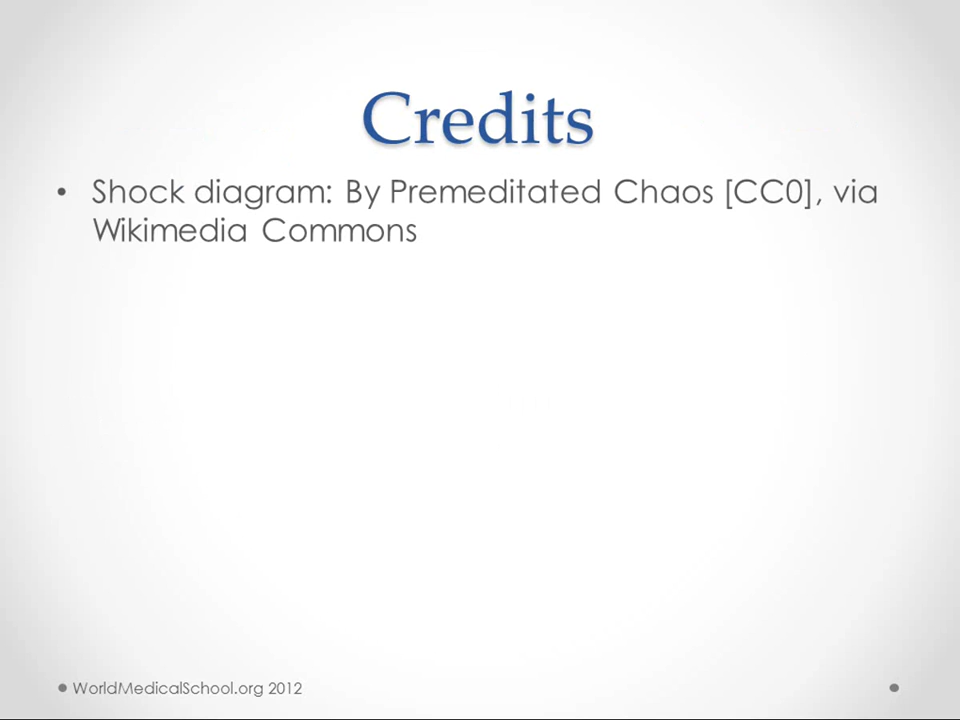 Credits
• Shock diagram: By Premeditated Chaos [CC0], via
Wikimedia Commons
WorldMedicalSchool.org 2012